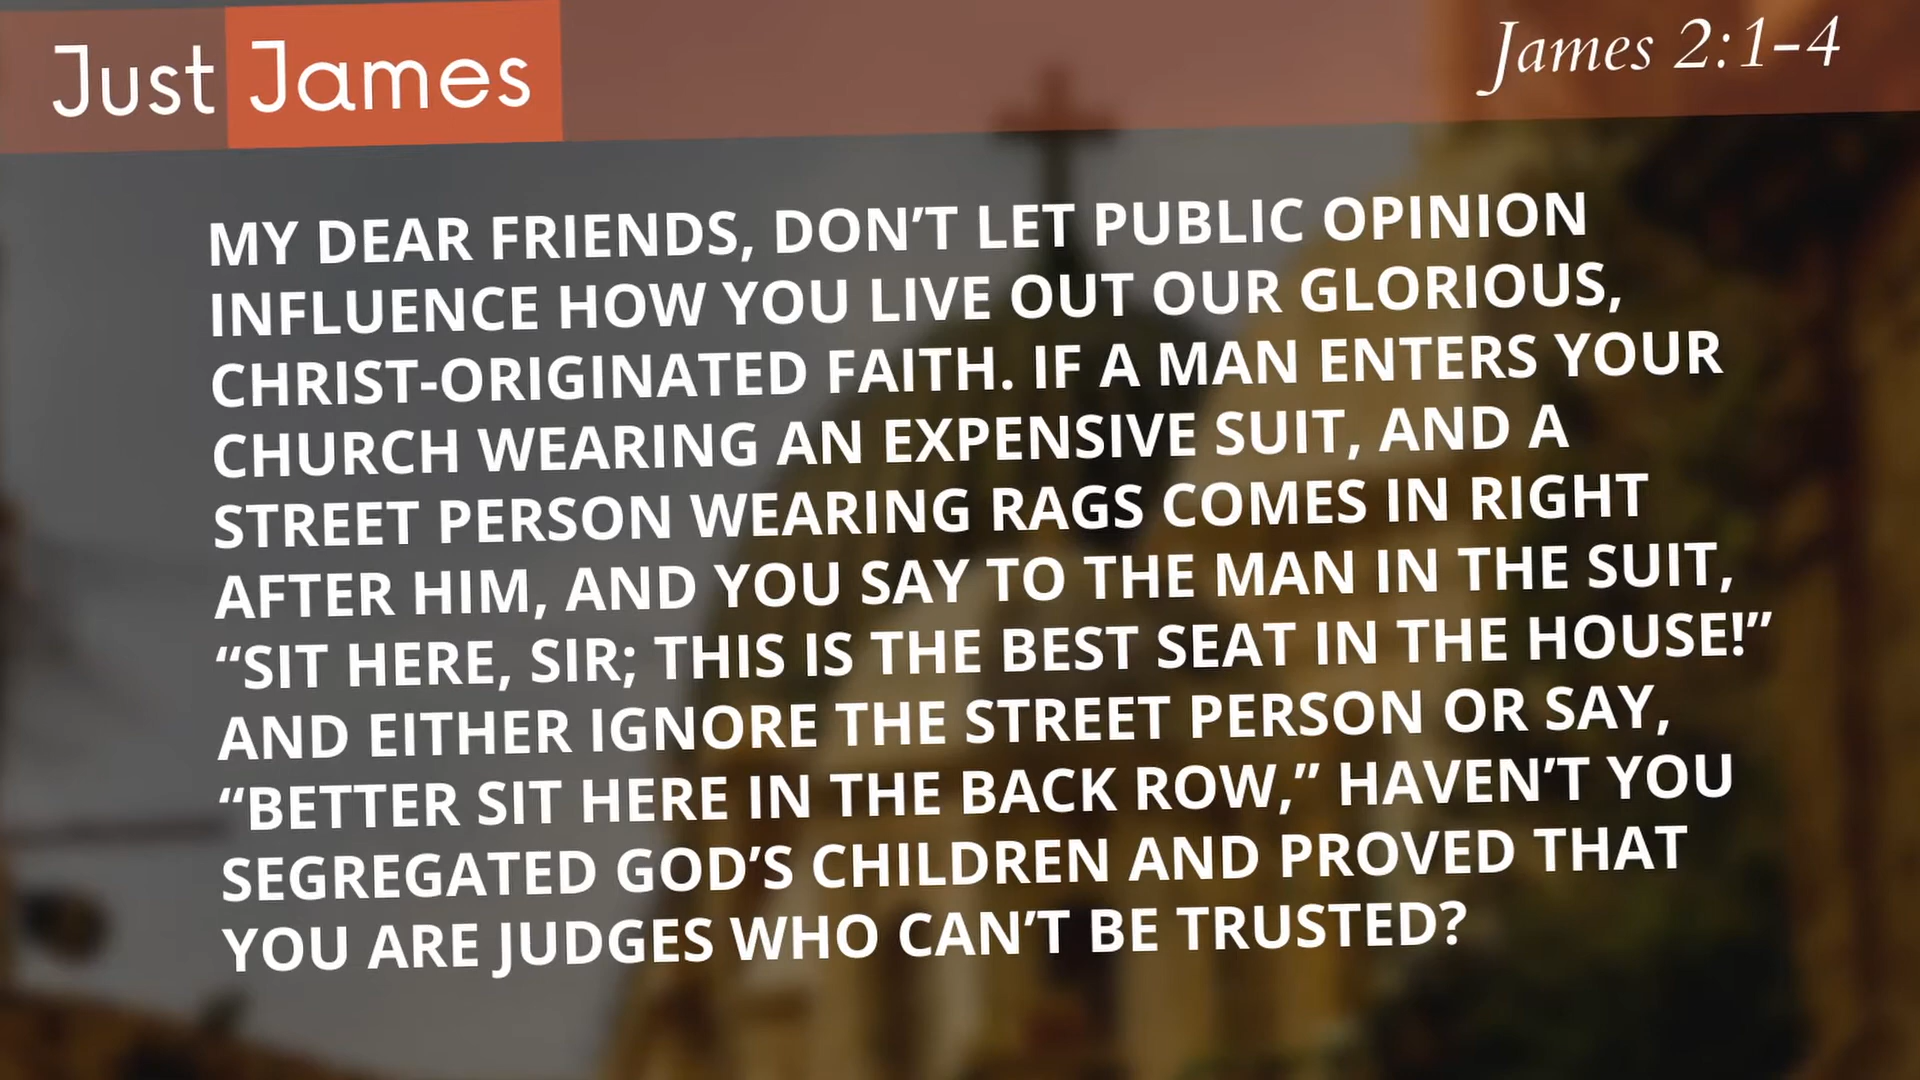 Just James
James 2:1-4
MY DEAR FRIENDS, DON’T LET PUBLIC OPINION
INFLUENCE HOW YOU LIVE OUT OUR GLORIOUS,
CHRIST-ORIGINATED FAITH. IF A MAN ENTERS YOUR
CHURCH WEARING AN EXPENSIVE SUIT, AND A
STREET PERSON WEARING RAGS COMES IN RIGHT
AFTER HIM, AND YOU SAY TO THE MAN IN THE SUIT,
“SIT HERE, SIR; THIS IS THE BEST SEAT IN THE HOUSE!”
AND EITHER IGNORE THE STREET PERSON OR SAY,
“BETTER SIT HERE IN THE BACK ROW,” HAVEN’T YOU
SEGREGATED GOD’S CHILDREN AND PROVED THAT
YOU ARE JUDGES WHO CAN’T BE TRUSTED?